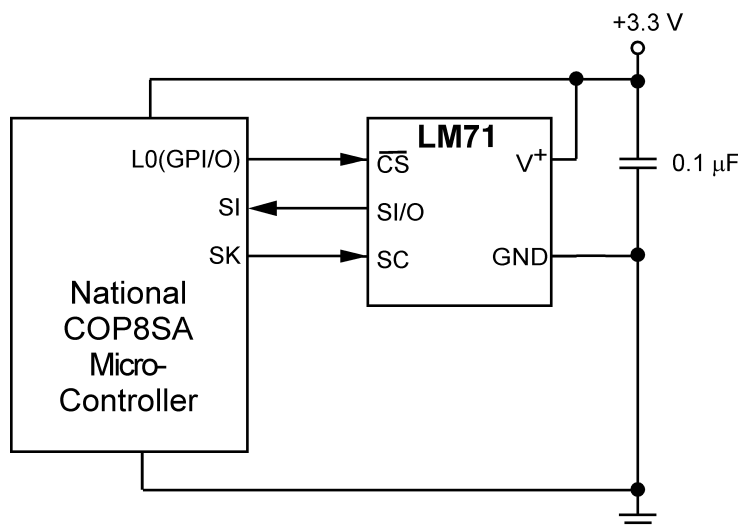 +3.3 V
LM71
L0(GPI/O)
CS
V+
0.1 μF
SI
SI/O
SK
SC
GND
National
COP8SA
Micro-
Controller